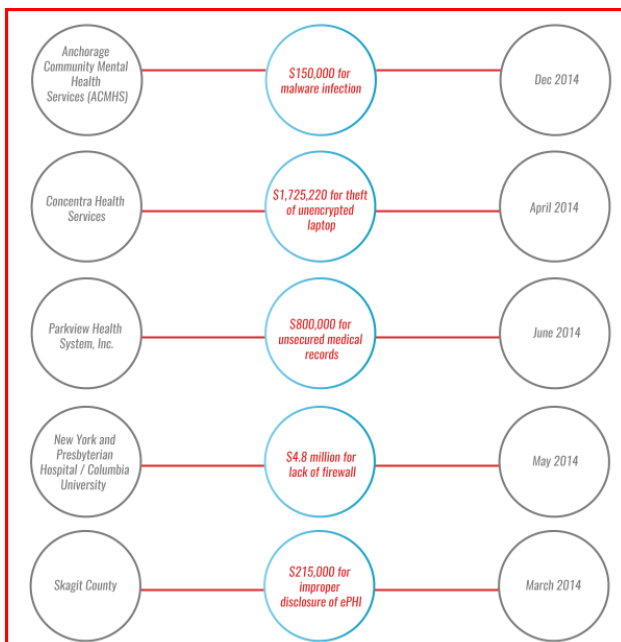 Anchorage
Community Mental
Health
Services (ACMHS)
$150,000 for
malware infection
Dec 2014
Concentra Health
Services
$1,725,220 for theft
of unencrypted
laptop
April 2014
Parkview Health
System, Inc.
$800,000 for
unsecured medical
records
June 2014
New York and
Presbyterian
Hospital / Columbia
University
$4.8 million for
lack of firewall
May 2014
Skagit County
$215,000 for
improper
disclosure of ePHI
March 2014